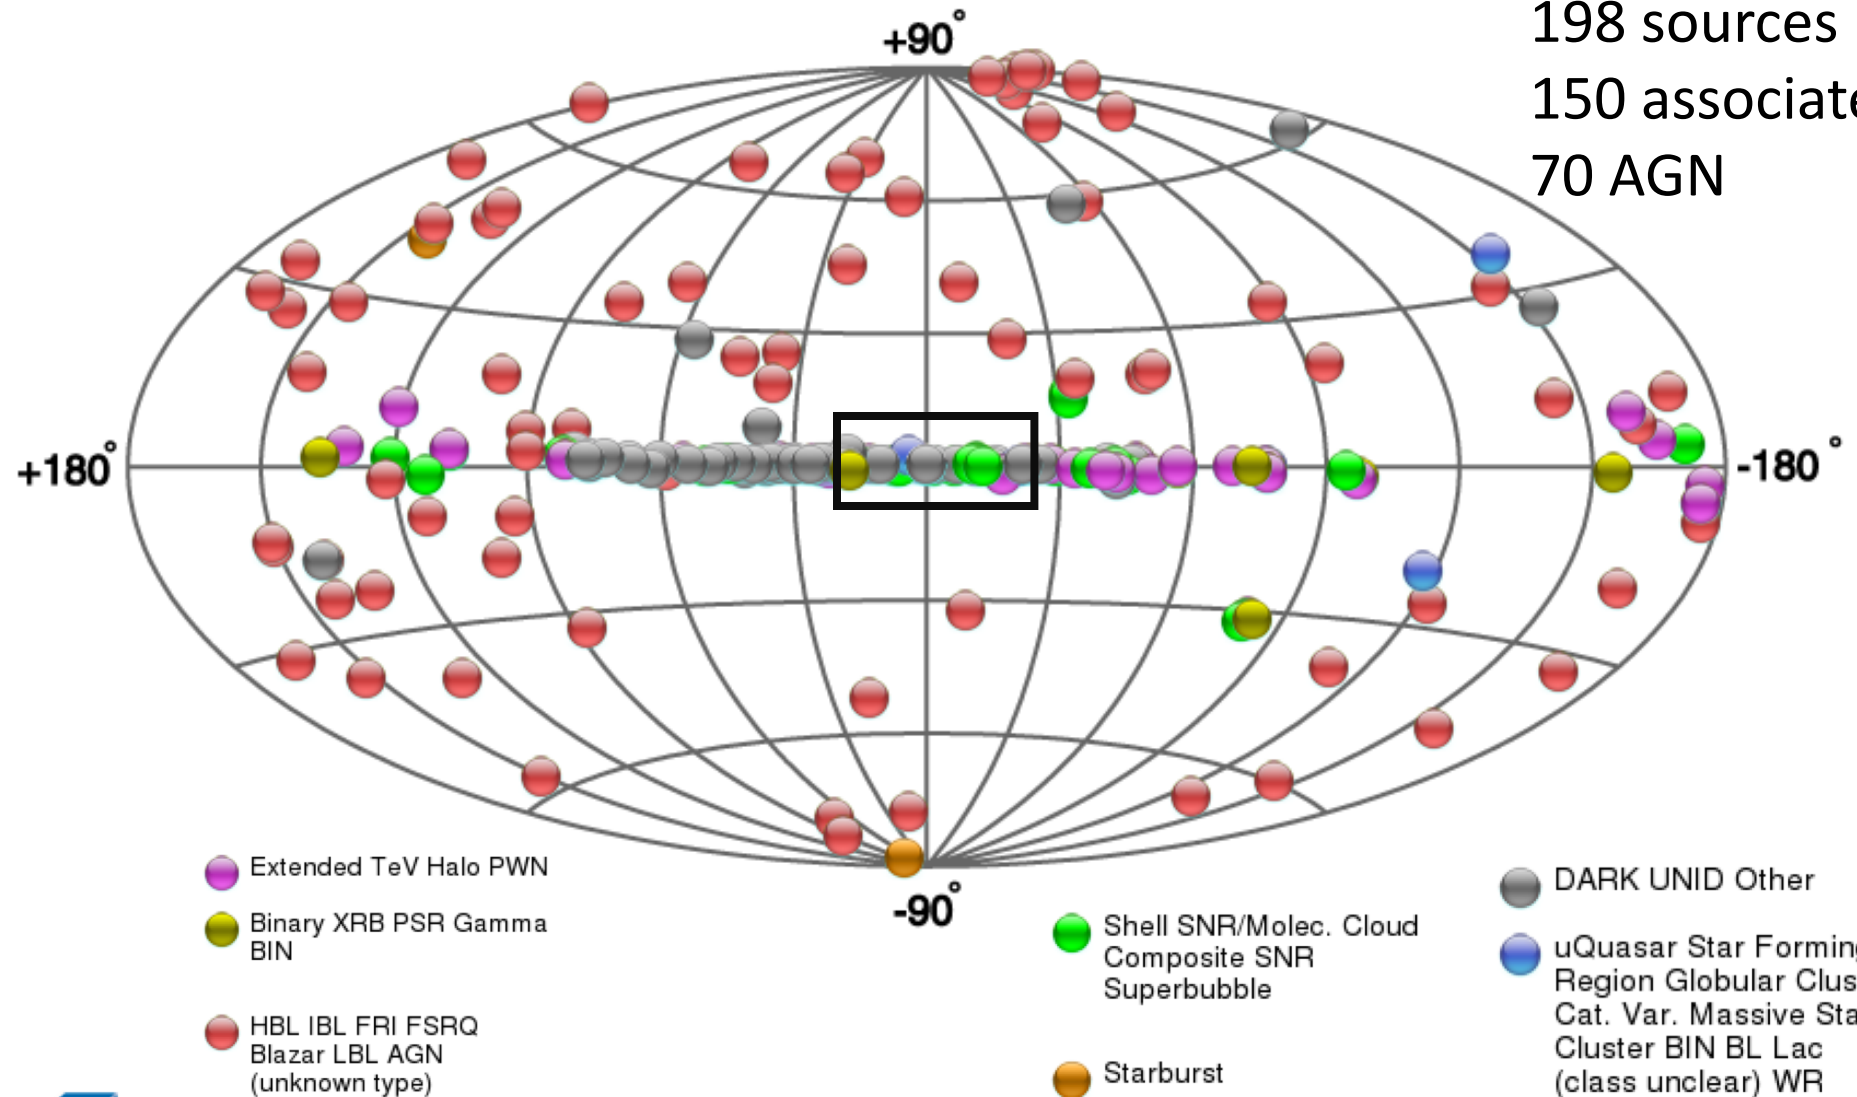 198 sources
150 associate
70 AGN
+90°
+180°
-180°
-90°
Extended TeV Halo PWN
Binary XRB PSR Gamma
BIN
HBL IBL FRI FSRQ
Blazar LBL AGN
(unknown type)
Shell SNR/Molec. Cloud
Composite SNR
Superbubble
Starburst
DARK UNID Other
uQuasar Star Forming
Region Globular Clus
Cat. Var. Massive Sta
Cluster BIN BL Lac
(class unclear) WR